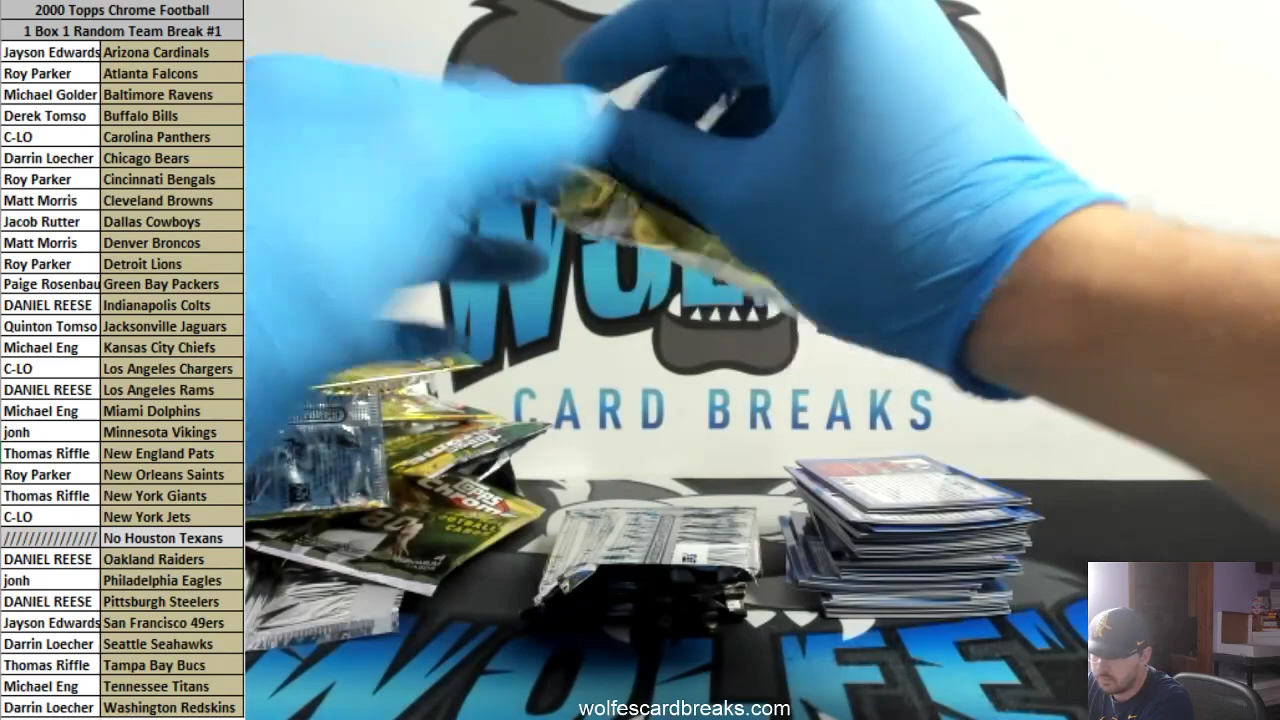 2000 Topps Chrome Football
1 Box 1 Random Team Break #1
Jayson Edwards Arizona Cardinals
Roy Parker Atlanta Falcons
Michael Golder Baltimore Ravens
Derek Tomso Buffalo Bills
C-LO Carolina Panthers
Darrin Loecher Chicago Bears
Roy Parker Cincinnati Bengals
Matt Morris Cleveland Browns
Jacob Rutter Dallas Cowboys
Matt Morris Denver Broncos
Roy Parker Detroit Lions
Paige Rosenbau Green Bay Packers
DANIEL REESE Indianapolis Colts
Quinton Tomso Jacksonville Jaguars
Michael Eng Kansas City Chiefs
C-LO Los Angeles Chargers
DANIEL REESE Los Angeles Rams
Michael Eng Miami Dolphins
jonh Minnesota Vikings
Thomas Riffle New England Pats
Roy Parker New Orleans Saints
Thomas Riffle New York Giants
C-LO New York Jets
/////////////// No Houston Texans
DANIEL REESE Oakland Raiders
jonh Philadelphia Eagles
DANIEL REESE Pittsburgh Steelers
Jayson Edwards San Francisco 49ers
Darrin Loecher Seattle Seahawks
Thomas Riffle Tampa Bay Bucs
Michael Eng Tennessee Titans
Darrin Loecher Washington Redskins
CARD BREAKS
WOLFE'
wolfescardbreaks.com